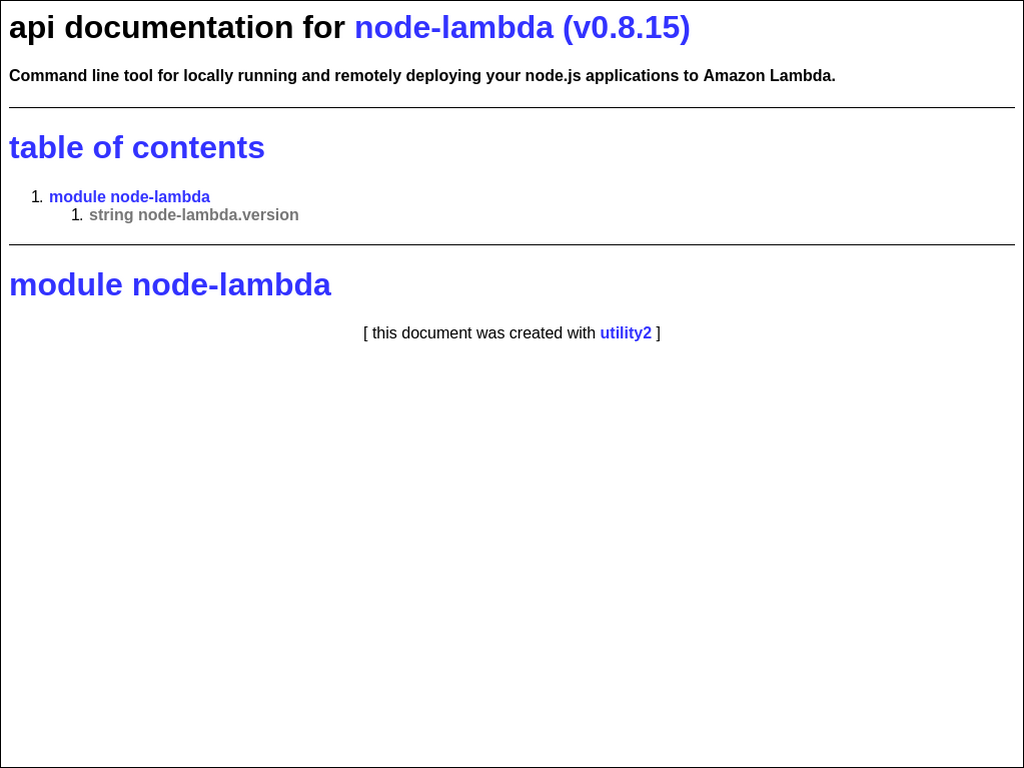 api documentation for node-lambda (v0.8.15)
Command line tool for locally running and remotely deploying your node.js applications to Amazon Lambda.
table of contents
1. module node-lambda
1. string node-lambda.version
module node-lambda
[ this document was created with utility2 ]